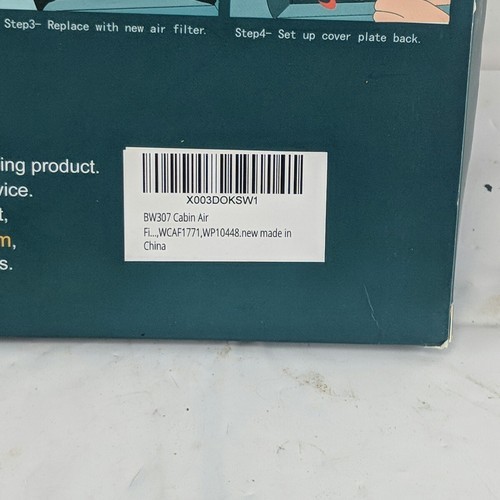 Step3- Replace with new air filter.
Step4- Set up cover plate back.
ing product.
vice.
t,
m,
s.
X003DOKSW1
BW307 Cabin Air
Fi...,WCAF1771,WP10448.new made in
China